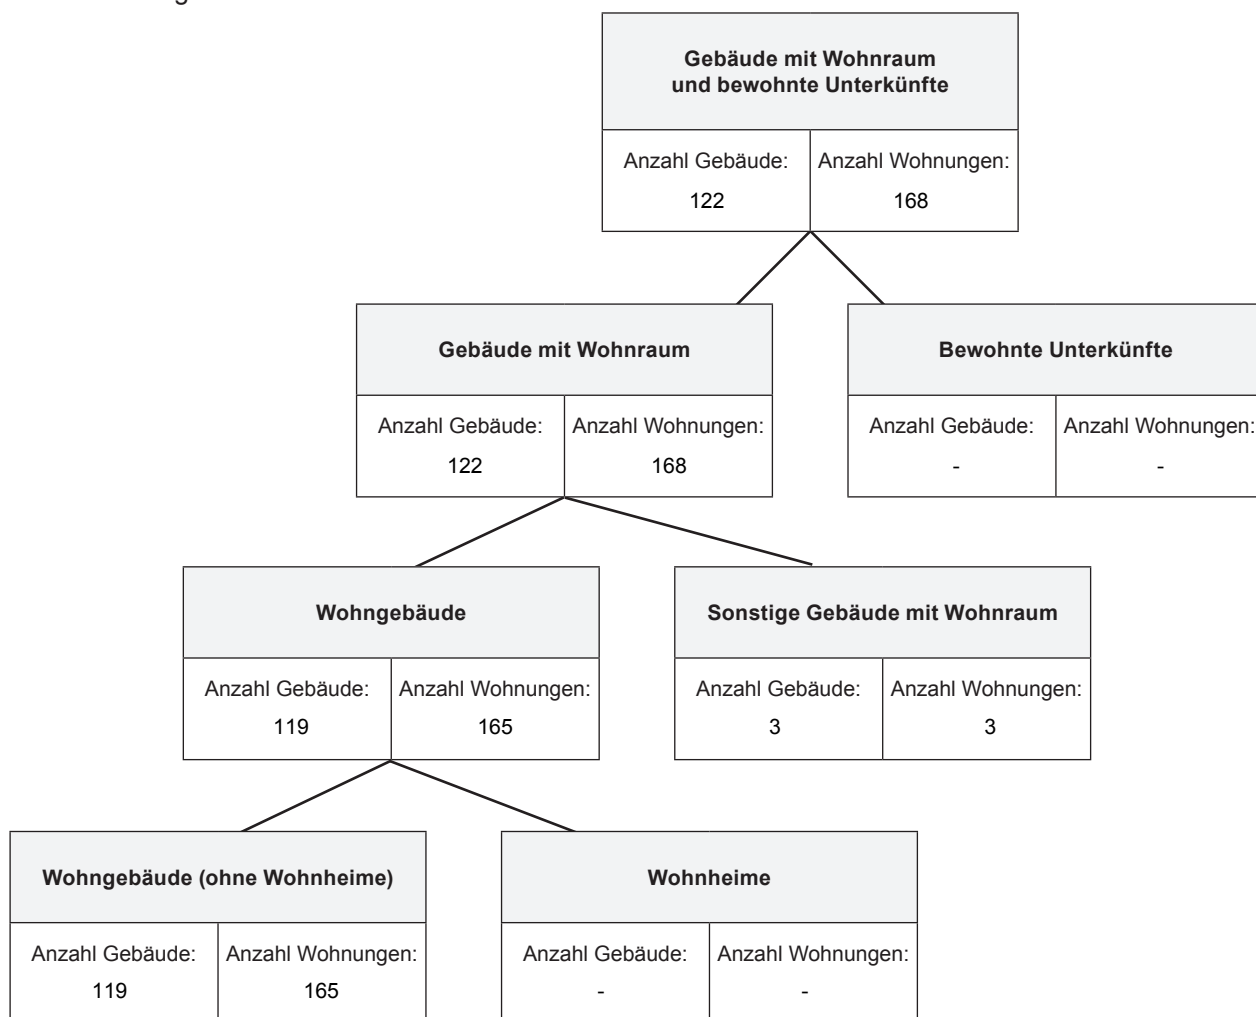 Gebäude mit Wohnraum
und bewohnte Unterkünfte
Anzahl Gebäude: Anzahl Wohnungen:
122 168
Gebäude mit Wohnraum
Anzahl Gebäude: Anzahl Wohnungen:
122 168
Bewohnte Unterkünfte
Anzahl Gebäude: Anzahl Wohnungen:
- -
Wohngebäude
Anzahl Gebäude: Anzahl Wohnungen:
119 165
Sonstige Gebäude mit Wohnraum
Anzahl Gebäude: Anzahl Wohnungen:
3 3
Wohngebäude (ohne Wohnheime)
Anzahl Gebäude: Anzahl Wohnungen:
119 165
Wohnheime
Anzahl Gebäude: Anzahl Wohnungen:
- -